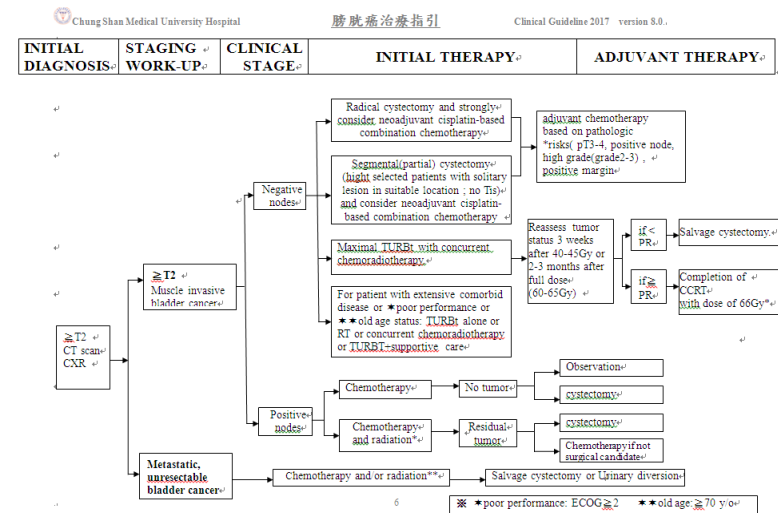 Chung Shan Medical University Hospital
膀胱癌治療指引
Clinical Guideline 2017 version 8.0.
INITIAL
DIAGNOSIS
STAGING
WORK-UP
CLINICAL
STAGE
INITIAL THERAPY
ADJUVANT THERAPY
Radical cystectomy and strongly
consider neoadjuvant cisplatin-based
combination chemotherapy
adjuvant chemotherapy
based on pathologic
*risks( pT3-4, positive node,
high grade(grade2-3) ,
positive margin
Segmental(partial) cystectomy
(hight selected patients with solitary
lesion in suitable location ; no Tis)
and consider neoadjuvant cisplatin-
based combination chemotherapy
Negative
nodes
Maximal TURBt with concurrent
chemoradiotherapy
Reassess tumor
status 3 weeks
after 40-45Gy or
2-3 months after
full dose
(60-65Gy)
if <
PR
Salvage cystectomy.
if≧
PR
Completion of
CCRT
with dose of 66Gy*
≧T2
Muscle invasive
bladder cancer
For patient with extensive comorbid
disease or ✶poor performance or
✶✶old age status: TURBt alone or
RT or concurrent chemoradiotherapy
or TURBT+supportive care
≧T2
CT scan
CXR
Positive
nodes
Chemotherapy
No tumor
Observation
cystectomy
Chemotherapy
and radiation*
Residual
tumor
cystectomy
Chemotherapy if not
surgical candidate
Metastatic,
unresectable
bladder cancer
Chemotherapy and/or radiation**
Salvage cystectomy or Urinary diversion
6
※ ✶poor performance: ECOG≧2 ✶✶old age:≧70 y/o